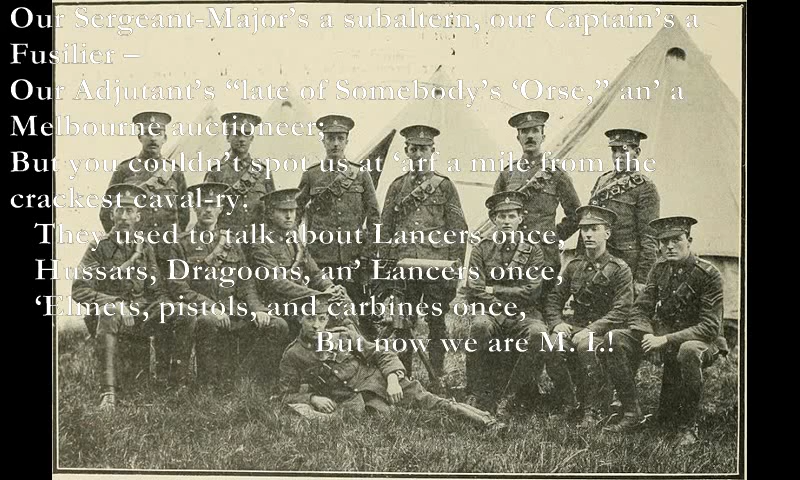 Our Sergeant-Major's a subaltern, our Captain's a
Fusilier –
Our Adjutant's “late of Somebody's ‘Orse,” an’ a
Melbourne auctioneer;
But you couldn’t spot us at ‘arf a mile from the
crackest caval-ry.
They used to talk about Lancers once,
Hussars, Dragoons, an’ Lancers once,
‘Elmets, pistols, and carbines once,
But now we are M. I.!